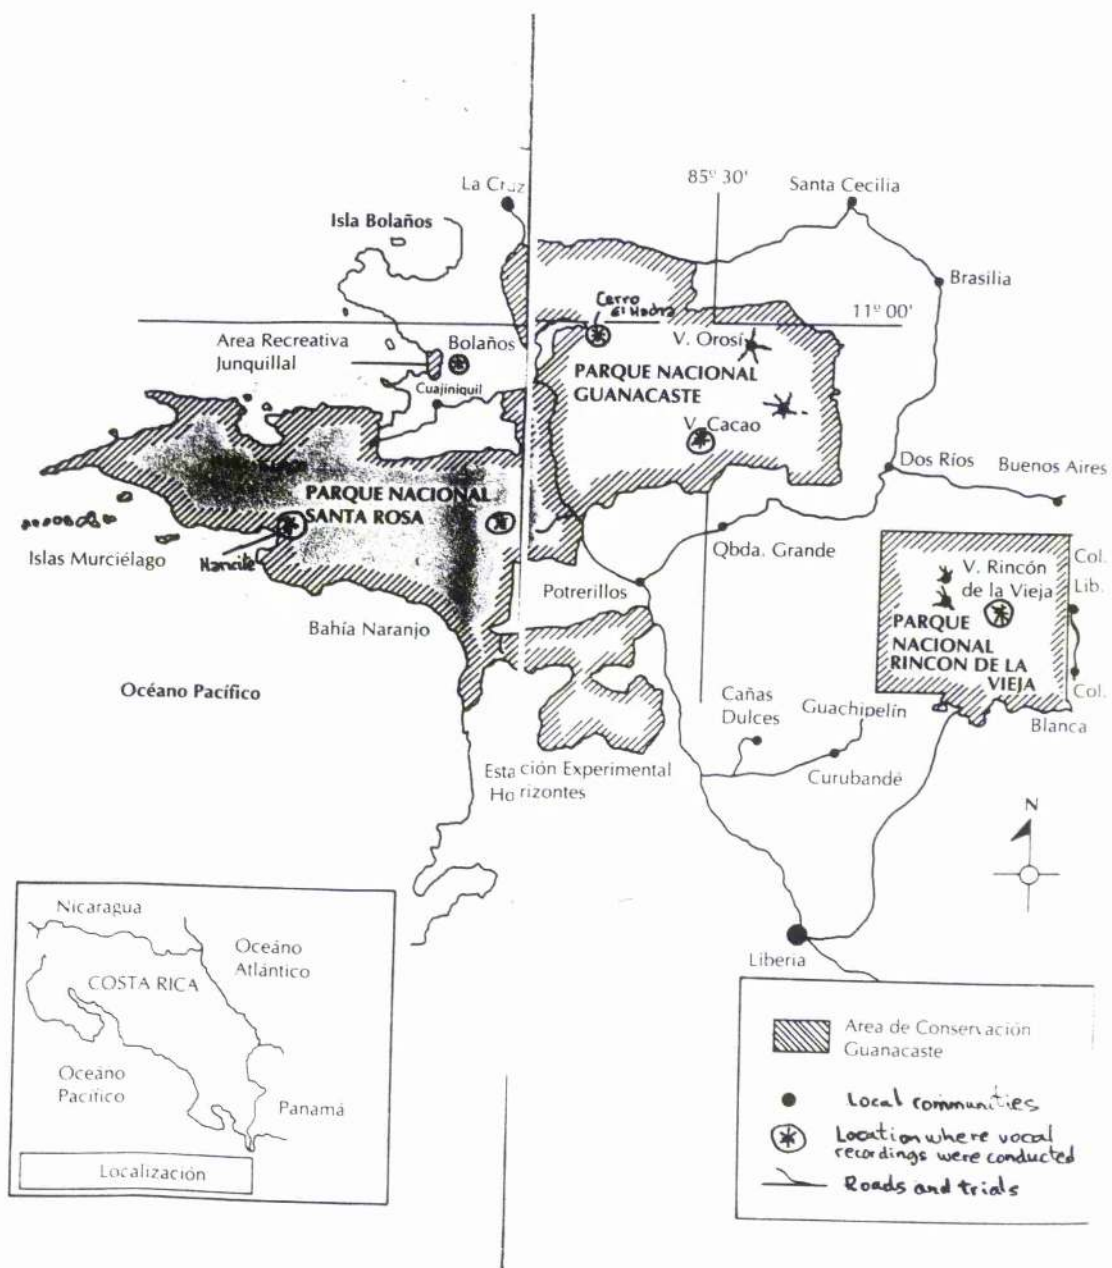 La Cruz
85º 30'
Santa Cecilia
Isla Bolaños
Brasilia
Cerro
El Hacha
11º 00'
Area Recreativa
Junquillal
Bolaños
V. Orosí
Cuajiniquil
PARQUE NACIONAL
GUANACASTE
V. Cacao
Dos Ríos
Buenos Aires
PARQUE NACIONAL
SANTA ROSA
Islas Murciélago
Qbda. Grande
Potrerillos
V. Rincón
de la Vieja
Col.
Lib.
PARQUE
NACIONAL
RINCON DE LA
VIEJA
Bahía Naranjo
Col.
Blanca
Océano Pacífico
Cañas
Dulces
Guachipelín
Curubandé
Estación Experimental
Horizontes
N
Liberia
Nicaragua
Oceáno
Atlántico
COSTA RICA
Oceáno
Pacífico
Panamá
Localización
Area de Conservación
Guanacaste
Local communities
Location where vocal
recordings were conducted
Roads and trials